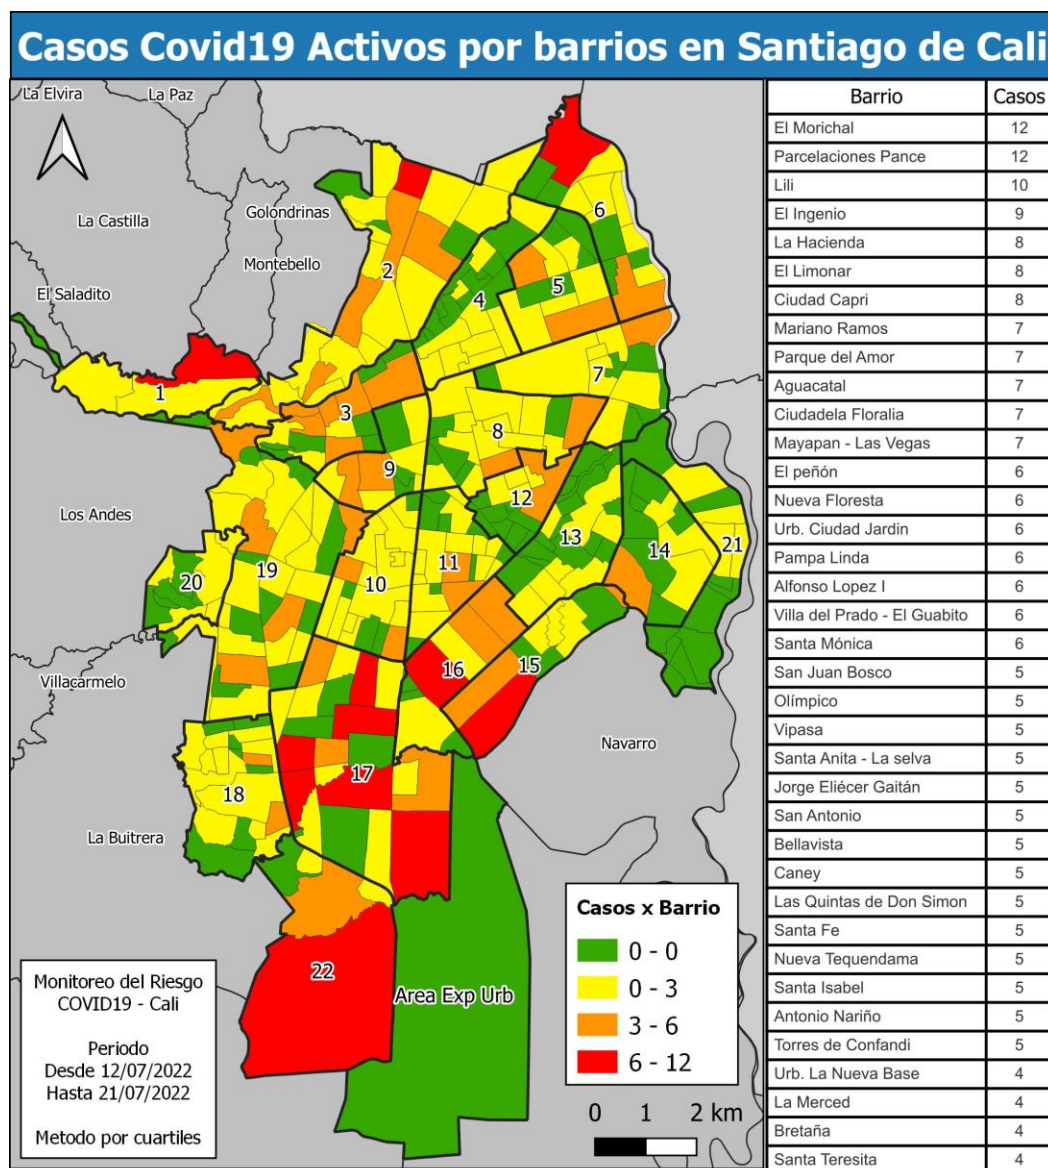 Casos Covid19 Activos por barrios en Santiago de Cali
La Elvira
La Paz
La Castilla
Golondrinas
Montebello
El Saladito
Los Andes
Villacarmelo
La Buitrera
Navarro
Area Exp Urb
1
2
3
4
5
6
7
8
9
10
11
12
13
14
15
16
17
18
19
20
21
22
Casos x Barrio
0 - 0
0 - 3
3 - 6
6 - 12
0 1 2 km
Monitoreo del Riesgo
COVID19 - Cali
Periodo
Desde 12/07/2022
Hasta 21/07/2022
Metodo por cuartiles
Barrio Casos
El Morichal 12
Parcelaciones Pance 12
Lili 10
El Ingenio 9
La Hacienda 8
El Limonar 8
Ciudad Capri 8
Mariano Ramos 7
Parque del Amor 7
Aguacatal 7
Ciudadela Floralia 7
Mayapan - Las Vegas 7
El peñón 6
Nueva Floresta 6
Urb. Ciudad Jardin 6
Pampa Linda 6
Alfonso Lopez I 6
Villa del Prado - El Guabito 6
Santa Mónica 6
San Juan Bosco 5
Olímpico 5
Vipasa 5
Santa Anita - La selva 5
Jorge Eliécer Gaitán 5
San Antonio 5
Bellavista 5
Caney 5
Las Quintas de Don Simon 5
Santa Fe 5
Nueva Tequendama 5
Santa Isabel 5
Antonio Nariño 5
Torres de Confandi 5
Urb. La Nueva Base 4
La Merced 4
Bretaña 4
Santa Teresita 4